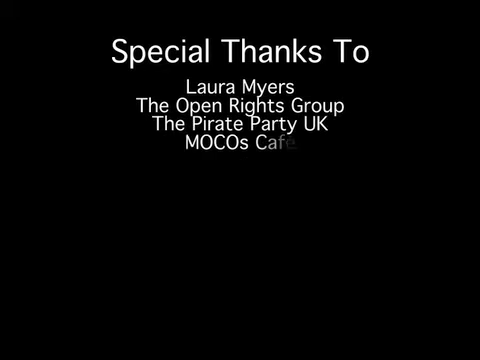 Special Thanks To
Laura Myers
The Open Rights Group
The Pirate Party UK
MOCOs Cafe